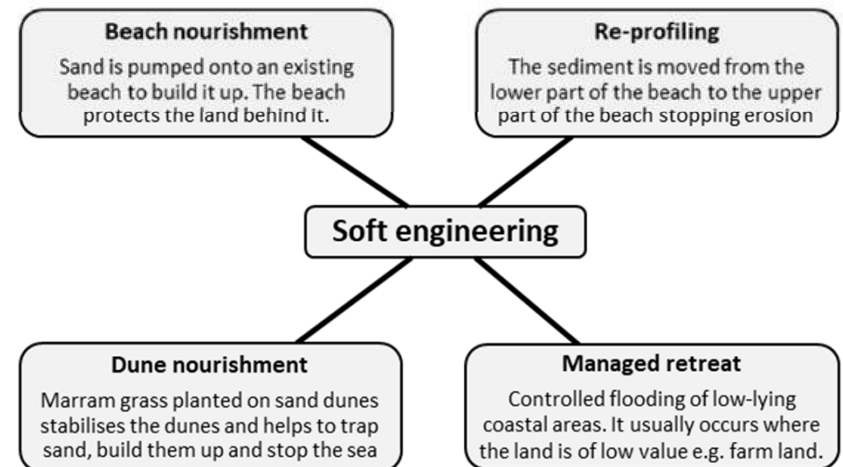 Beach nourishment
Sand is pumped onto an existing
beach to build it up. The beach
protects the land behind it.
Re-profiling
The sediment is moved from the
lower part of the beach to the upper
part of the beach stopping erosion
Soft engineering
Dune nourishment
Marram grass planted on sand dunes
stabilises the dunes and helps to trap
sand, build them up and stop the sea
Managed retreat
Controlled flooding of low-lying
coastal areas. It usually occurs where
the land is of low value e.g. farm land.